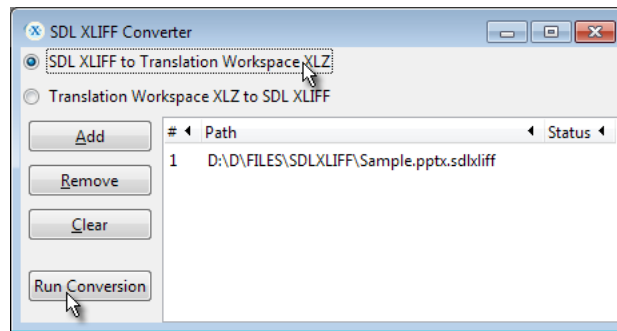 SDL XLIFF Converter
SDL XLIFF to Translation Workspace XLZ
Translation Workspace XLZ to SDL XLIFF
Add
Remove
Clear
Run Conversion
# Path Status
1 D:\D\FILES\SDLXLIFF\Sample.pptx.sdlxliff